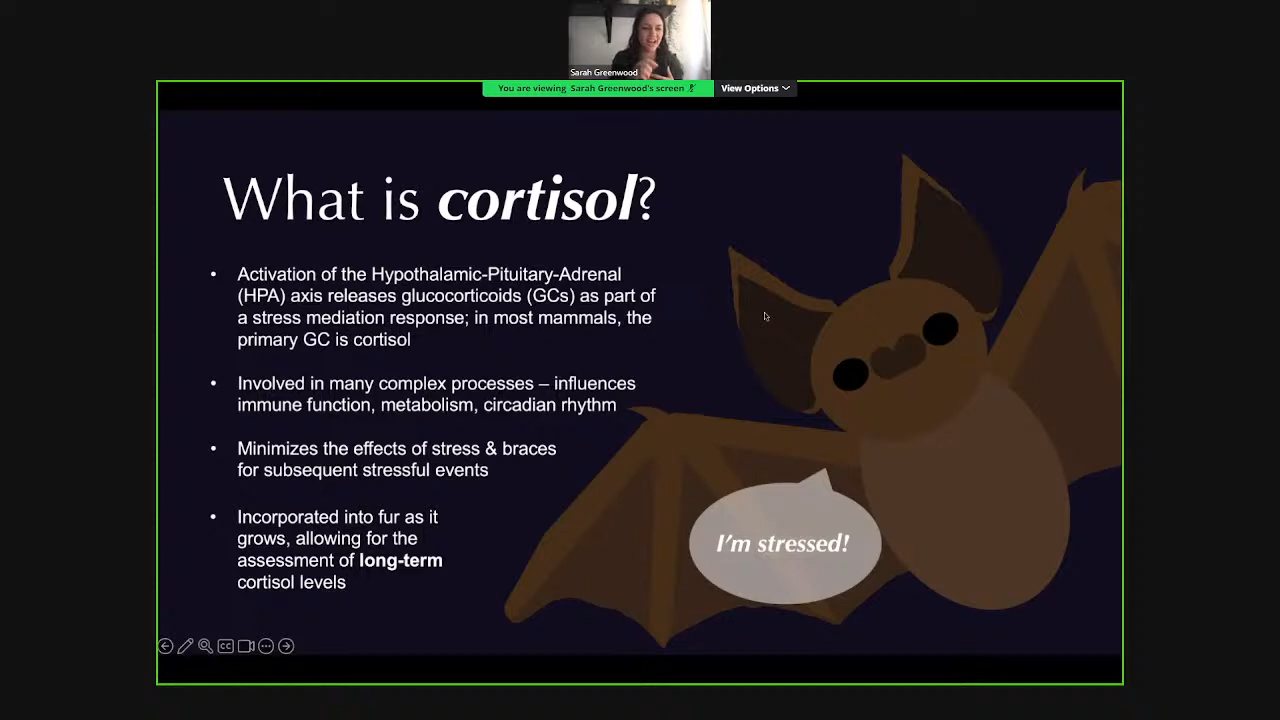 Sarah Greenwood
You are viewing Sarah Greenwood's screen
View Options
What is cortisol?
• Activation of the Hypothalamic-Pituitary-Adrenal
(HPA) axis releases glucocorticoids (GCs) as part of
a stress mediation response; in most mammals, the
primary GC is cortisol
• Involved in many complex processes – influences
immune function, metabolism, circadian rhythm
• Minimizes the effects of stress & braces
for subsequent stressful events
• Incorporated into fur as it
grows, allowing for the
assessment of long-term
cortisol levels
I'm stressed!
CC